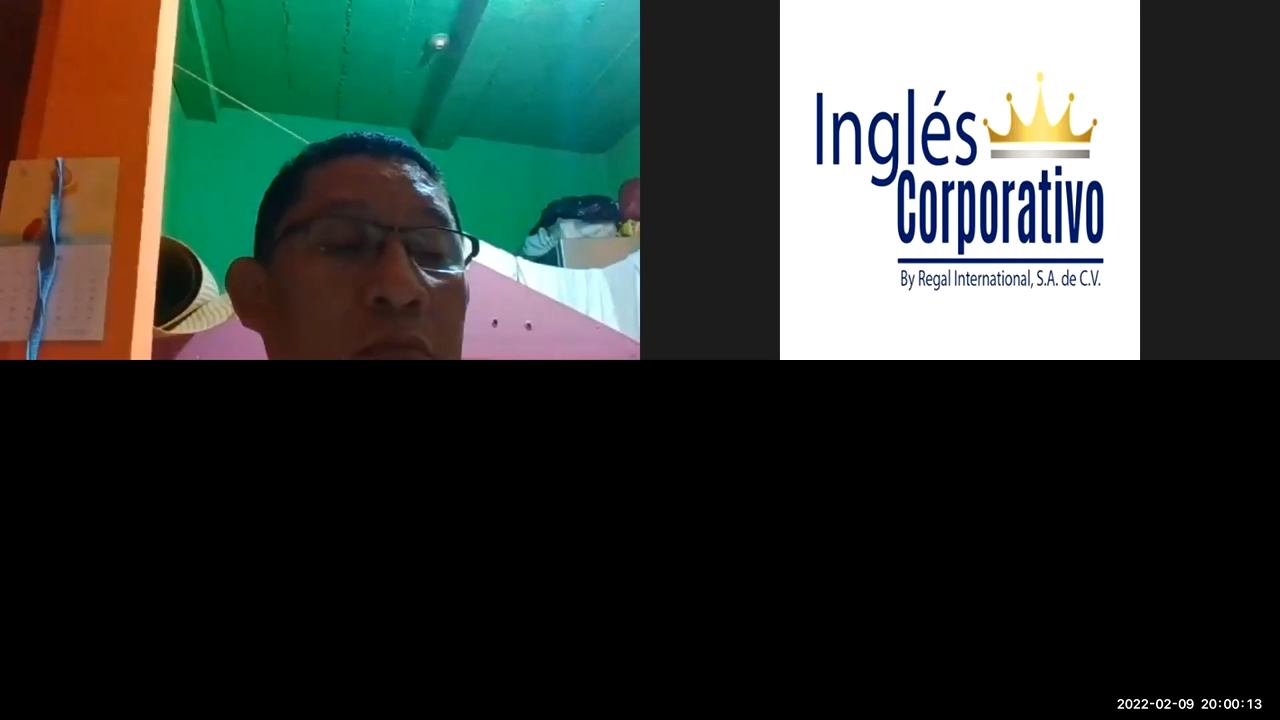 Inglés
Corporativo
By Regal International, S.A. de C.V.
2022-02-09 20:00:13